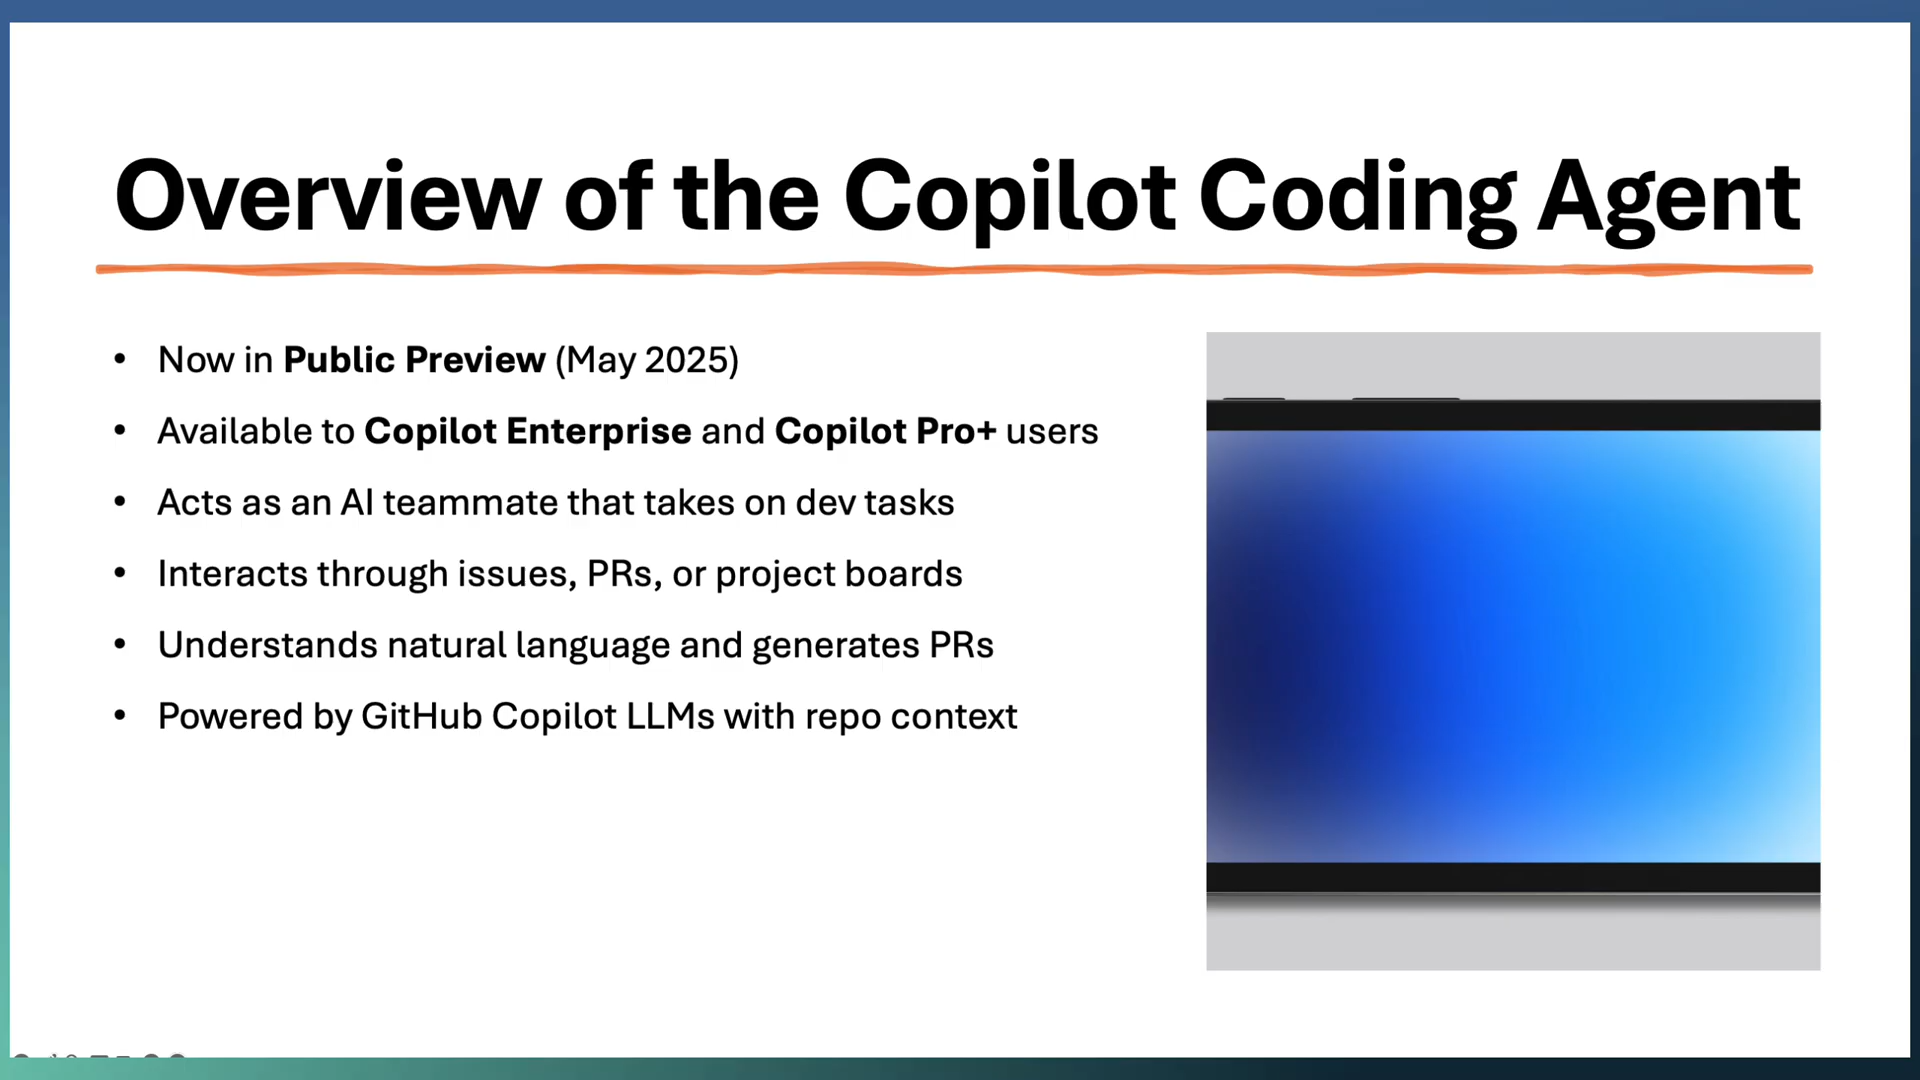 Overview of the Copilot Coding Agent
• Now in Public Preview (May 2025)
• Available to Copilot Enterprise and Copilot Pro+ users
• Acts as an AI teammate that takes on dev tasks
• Interacts through issues, PRs, or project boards
• Understands natural language and generates PRs
• Powered by GitHub Copilot LLMs with repo context